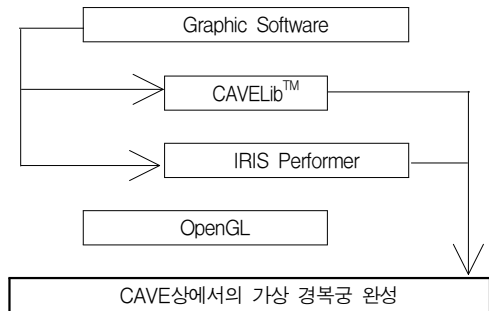 Graphic Software
CAVELib™
IRIS Performer
OpenGL
CAVE상에서의 가상 경복궁 완성